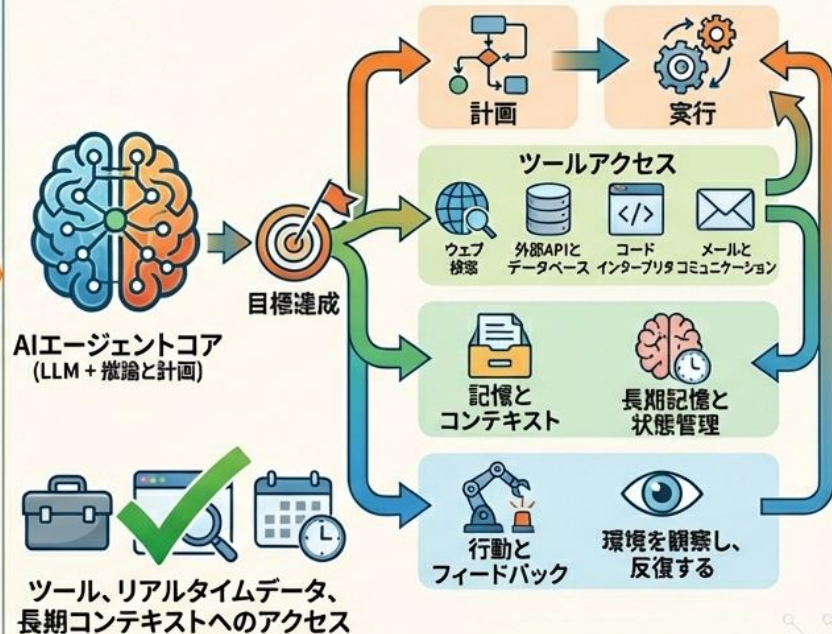 計画
実行
ツールアクセス
ウェブ
検索
外部APIと
データベース
</>
コード
インタープリタ
メールと
コミュニケーション
目標達成
AIエージェントコア
(LLM + 推論と計画)
記憶と
コンテキスト
長期記憶と
状態管理
行動と
フィードバック
環境を観察し、
反復する
ツール、リアルタイムデータ、
長期コンテキストへのアクセス